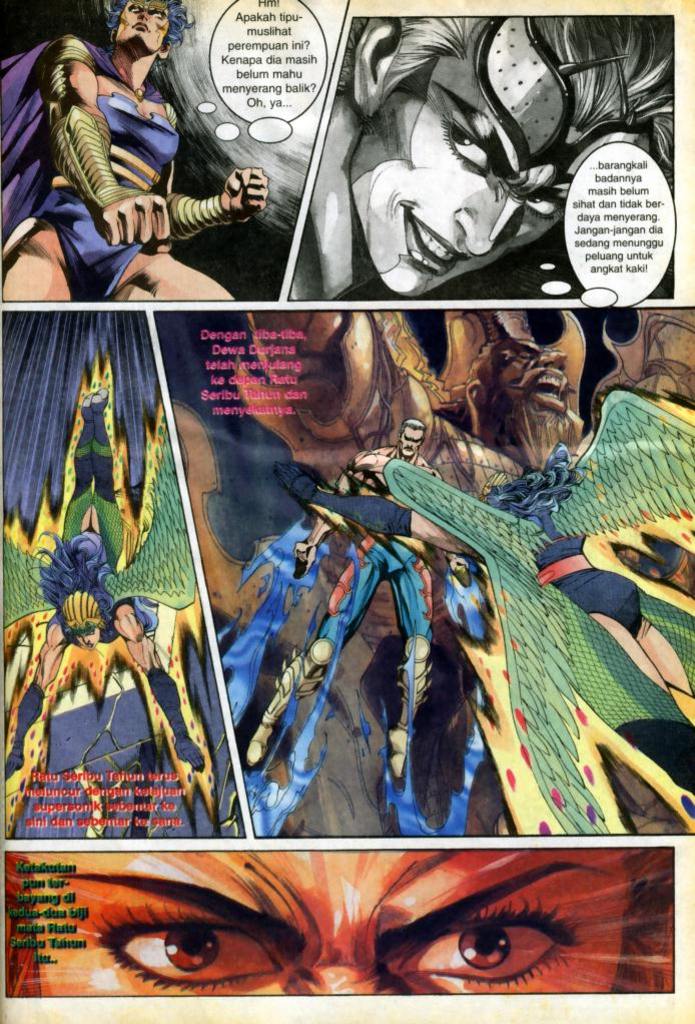 Hm!
Apakah tipu-
muslihat
perempuan ini?
Kenapa dia masih
belum mahu
menyerang balik?
Oh, ya...
...barangkali
badannya
masih belum
sihat dan tidak ber-
daya menyerang.
Jangan-jangan dia
sedang menunggu
peluang untuk
angkat kaki!
Dengan tiba-tiba,
Dewa Durjana
telah menjulang
ke depan Ratu
Seribu Tahun dan
menyekatnya.
Ratu Seribu Tahun terus
meluncur dengan kelajuan
supersonik sebentar ke
sini dan sebentar ke sana.
Ketakutan
pun ter-
bayang di
kedua-dua biji
mata Ratu
Seribu Tahun
itu..